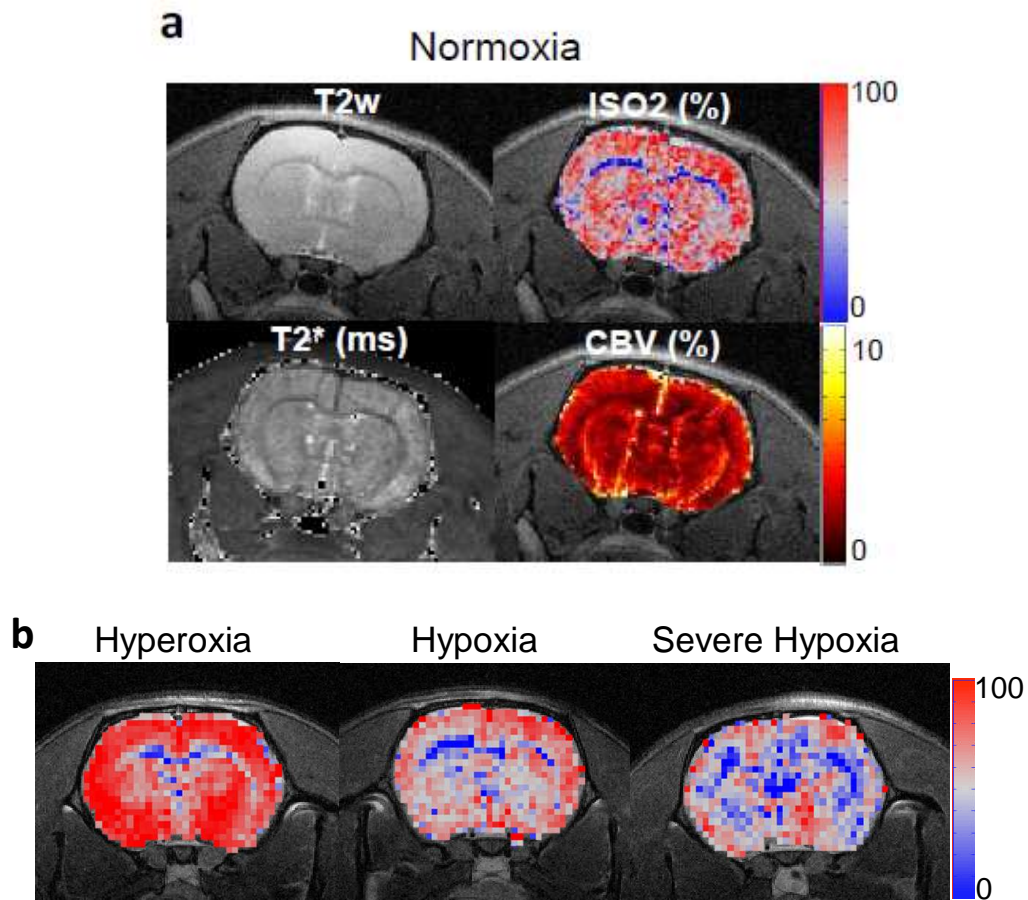 a
Normoxia
T2w
ISO2 (%)
100
0
T2* (ms)
CBV (%)
10
0
b
Hyperoxia
Hypoxia
Severe Hypoxia
100
0